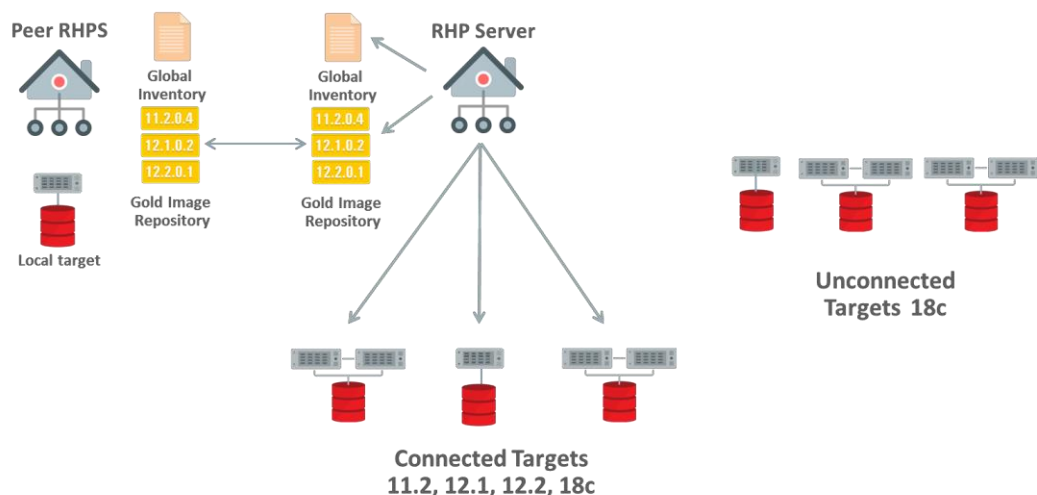 Peer RHPS
Global
Inventory
11.2.0.4
12.1.0.2
12.2.0.1
Gold Image
Repository
Local target
Global
Inventory
11.2.0.4
12.1.0.2
12.2.0.1
Gold Image
Repository
RHP Server
Unconnected
Targets 18c
Connected Targets
11.2, 12.1, 12.2, 18c